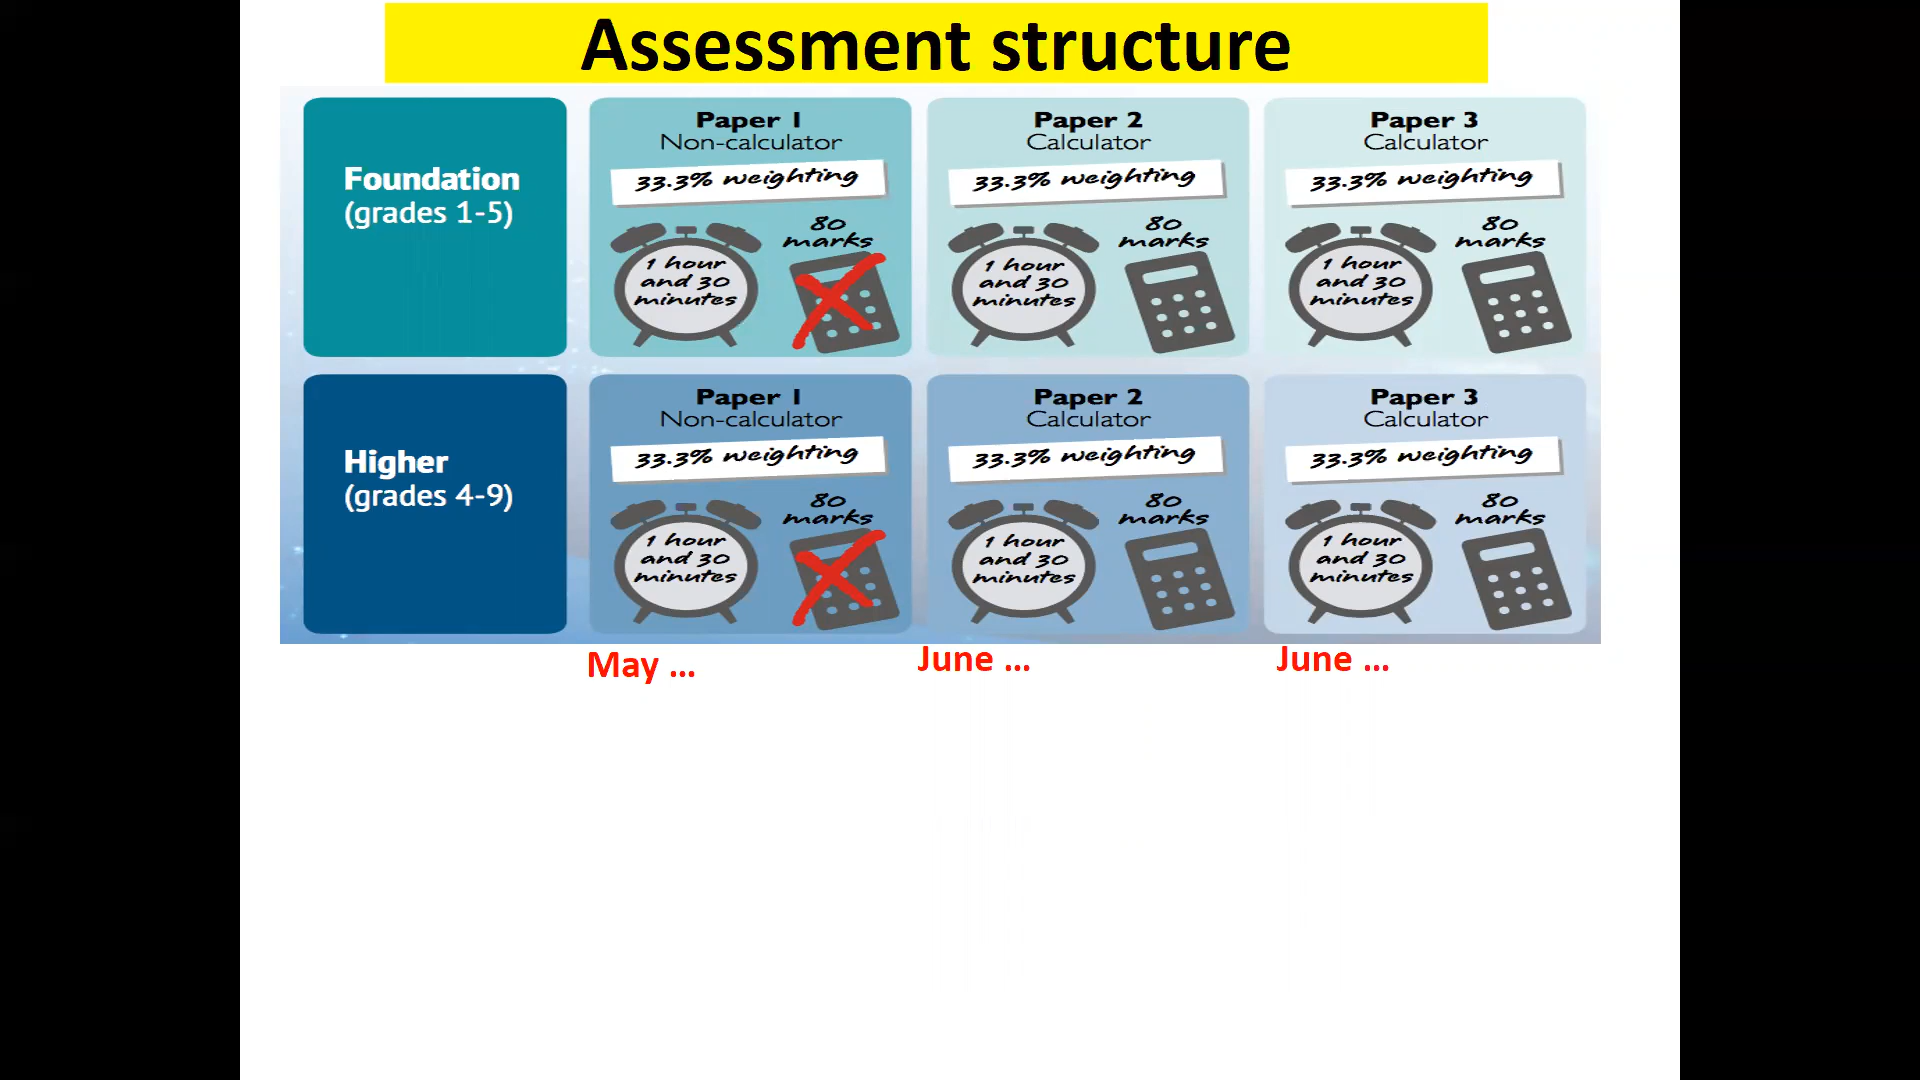 Assessment structure
Foundation
(grades 1-5)
Paper 1
Non-calculator
33.3% weighting
80
marks
1 hour
and 30
minutes
Paper 2
Calculator
33.3% weighting
80
marks
1 hour
and 30
minutes
Paper 3
Calculator
33.3% weighting
80
marks
1 hour
and 30
minutes
Higher
(grades 4-9)
Paper 1
Non-calculator
33.3% weighting
80
marks
1 hour
and 30
minutes
Paper 2
Calculator
33.3% weighting
80
marks
1 hour
and 30
minutes
Paper 3
Calculator
33.3% weighting
80
marks
1 hour
and 30
minutes
May ...
June ...
June ...